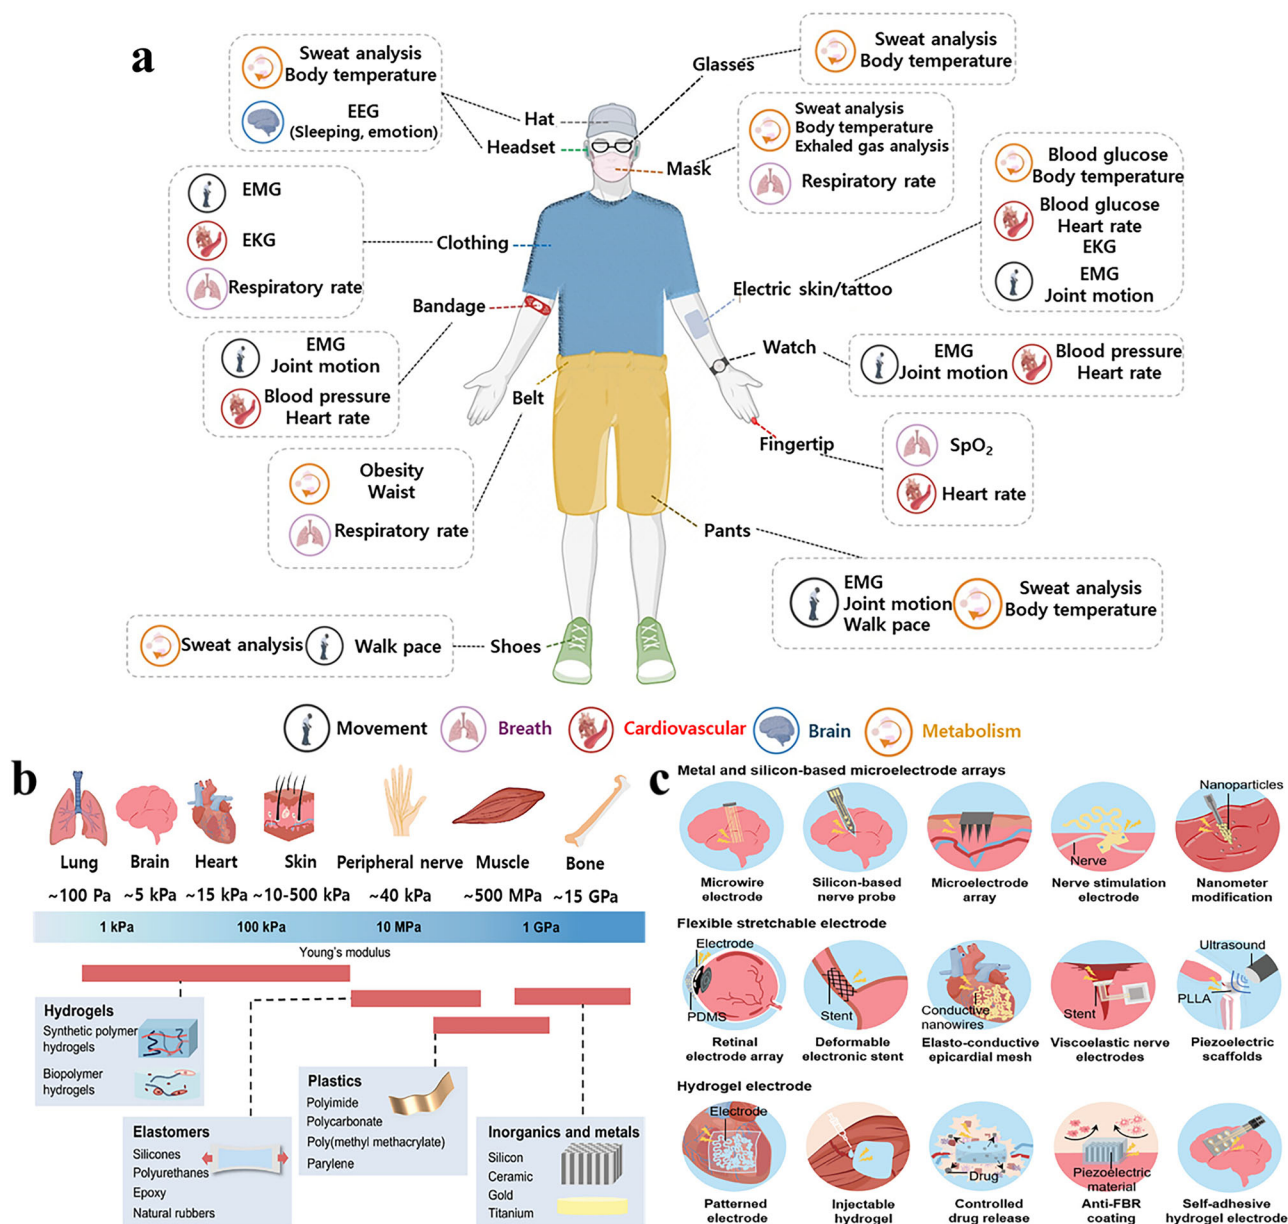 a
Sweat analysis
Body temperature
EEG
(Sleeping, emotion)
Hat
Headset
Glasses
Sweat analysis
Body temperature
Mask
Sweat analysis
Body temperature
Exhaled gas analysis
Respiratory rate
EMG
EKG
Respiratory rate
Clothing
Blood glucose
Body temperature
Blood glucose
Heart rate
EKG
EMG
Joint motion
Electric skin/tattoo
Bandage
EMG
Joint motion
Blood pressure
Heart rate
Watch
EMG
Joint motion
Blood pressure
Heart rate
Belt
Obesity
Waist
Respiratory rate
Fingertip
SpO₂
Heart rate
Pants
EMG
Joint motion
Walk pace
Sweat analysis
Body temperature
Sweat analysis
Walk pace
Shoes
Movement
Breath
Cardiovascular
Brain
Metabolism
b
Lung
Brain
Heart
Skin
Peripheral nerve
Muscle
Bone
~100 Pa
~5 kPa
~15 kPa
~10-500 kPa
~40 kPa
~500 MPa
~15 GPa
1 kPa
100 kPa
10 MPa
1 GPa
Young's modulus
Hydrogels
Synthetic polymer
hydrogels
Biopolymer
hydrogels
Elastomers
Silicones
Polyurethanes
Epoxy
Natural rubbers
Plastics
Polyimide
Polycarbonate
Poly(methyl methacrylate)
Parylene
Inorganics and metals
Silicon
Ceramic
Gold
Titanium
c
Metal and silicon-based microelectrode arrays
Nanoparticles
Nerve
Microwire
electrode
Silicon-based
nerve probe
Microelectrode
array
Nerve stimulation
electrode
Nanometer
modification
Flexible stretchable electrode
Electrode
PDMS
Stent
Conductive
nanowires
Stent
Ultrasound
PLLA
Retinal
electrode array
Deformable
electronic stent
Elasto-conductive
epicardial mesh
Viscoelastic nerve
electrodes
Piezoelectric
scaffolds
Hydrogel electrode
Electrode
Drug
Piezoelectric
material
Patterned
electrode
Injectable
hydrogel
Controlled
drug release
Anti-FBR
coating
Self-adhesive
hydrogel electrode